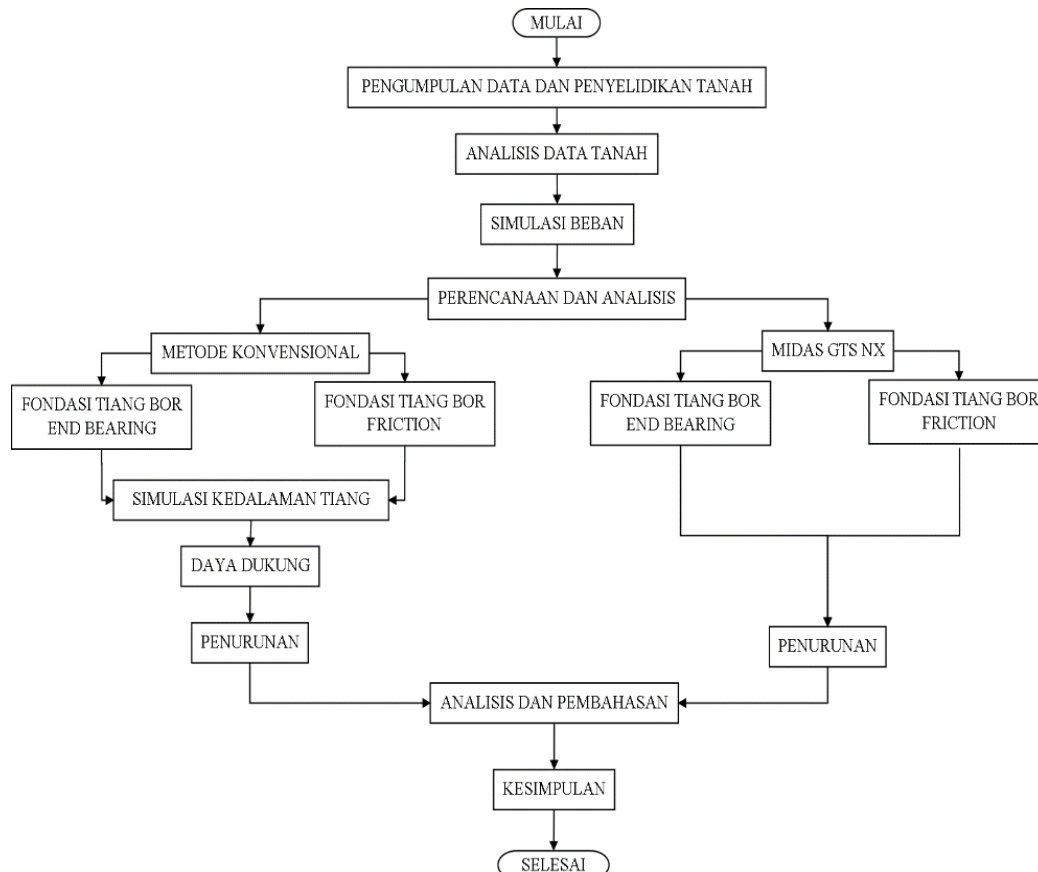 MULAI
PENGUMPULAN DATA DAN PENYELIDIKAN TANAH
ANALISIS DATA TANAH
SIMULASI BEBAN
PERENCANAAN DAN ANALISIS
METODE KONVENSIONAL
MIDAS GTS NX
FONDASI TIANG BOR
END BEARING
FONDASI TIANG BOR
FRICTION
FONDASI TIANG BOR
END BEARING
FONDASI TIANG BOR
FRICTION
SIMULASI KEDALAMAN TIANG
DAYA DUKUNG
PENURUNAN
PENURUNAN
ANALISIS DAN PEMBAHASAN
KESIMPULAN
SELESAI